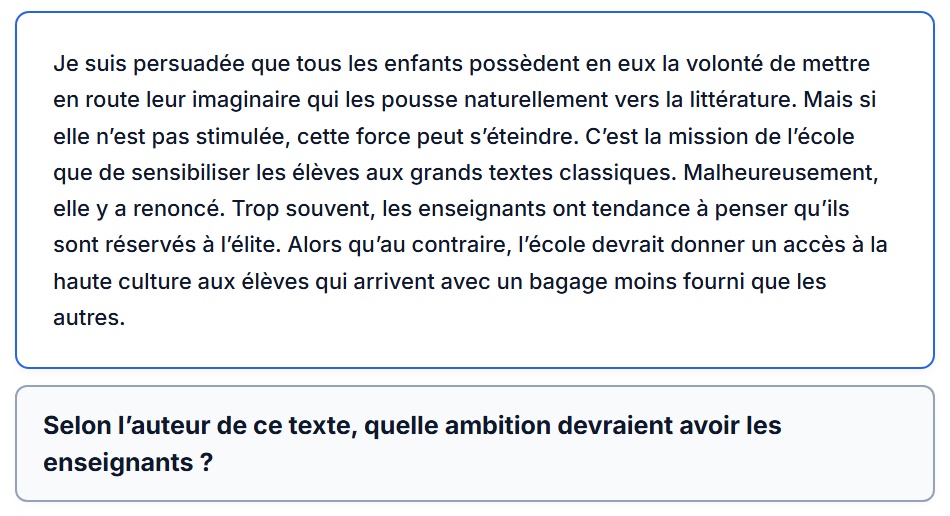 Je suis persuadée que tous les enfants possèdent en eux la volonté de mettre
en route leur imaginaire qui les pousse naturellement vers la littérature. Mais si
elle n’est pas stimulée, cette force peut s’éteindre. C’est la mission de l’école
que de sensibiliser les élèves aux grands textes classiques. Malheureusement,
elle y a renoncé. Trop souvent, les enseignants ont tendance à penser qu’ils
sont réservés à l’élite. Alors qu’au contraire, l’école devrait donner un accès à la
haute culture aux élèves qui arrivent avec un bagage moins fourni que les
autres.
Selon l’auteur de ce texte, quelle ambition devraient avoir les
enseignants ?